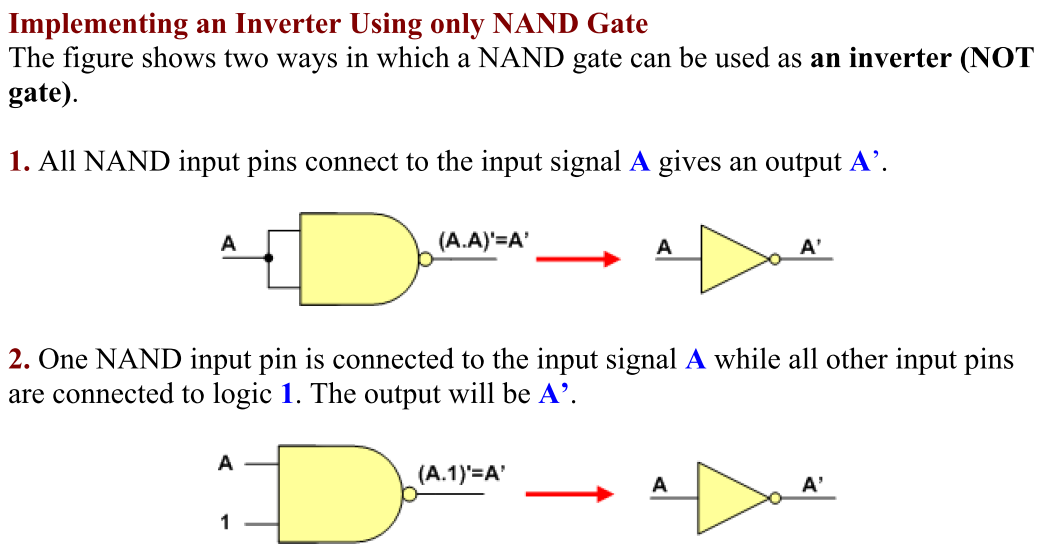 Implementing an Inverter Using only NAND Gate
The figure shows two ways in which a NAND gate can be used as an inverter (NOT
gate).
1. All NAND input pins connect to the input signal A gives an output A’.
A (A.A)'=A’ A A’
2. One NAND input pin is connected to the input signal A while all other input pins
are connected to logic 1. The output will be A’.
A (A.1)'=A’ A A’
1